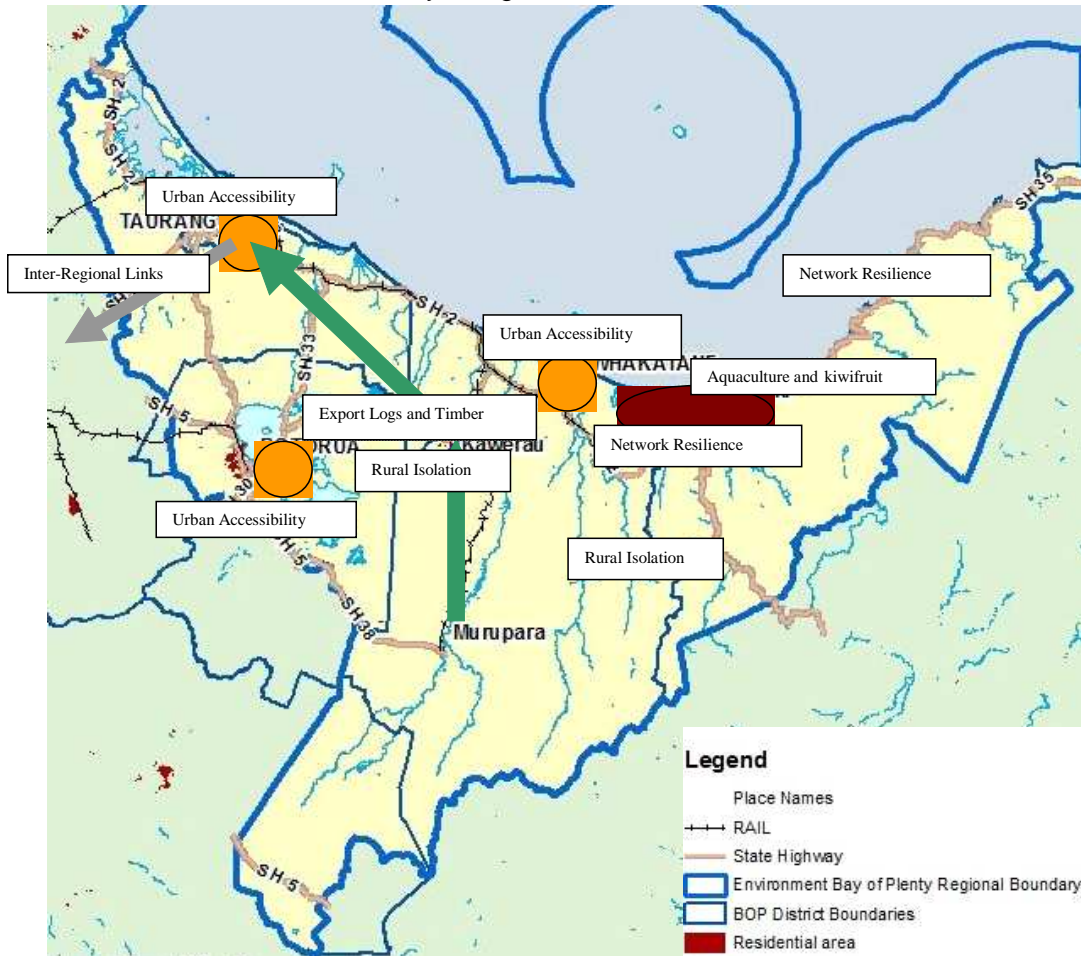 SH 2
SH 2
Urban Accessibility
TAURANG
Inter-Regional Links
SH 35
Network Resilience
SH 2
Urban Accessibility
WHAKATANE
SH 33
Aquaculture and kiwifruit
SH 5
Export Logs and Timber
ROTORUA
Kawerau
Network Resilience
Rural Isolation
30
Urban Accessibility
SH 5
Rural Isolation
SH 38
Murupara
SH 5
Legend
Place Names
RAIL
State Highway
Environment Bay of Plenty Regional Boundary
BOP District Boundaries
Residential area